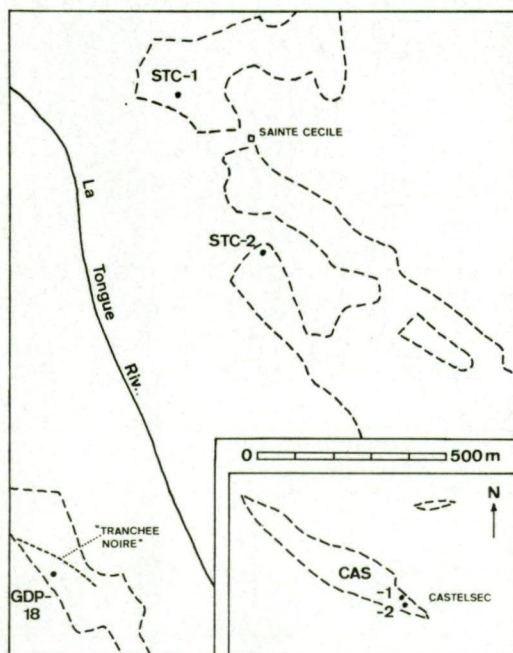 STC-1
SAINTE CECILE
La
Tongue
Riv..
STC-2
0 500 m
N
"TRANCHEE
NOIRE"
GDP-
18
CAS
-1
-2
CASTELSEC